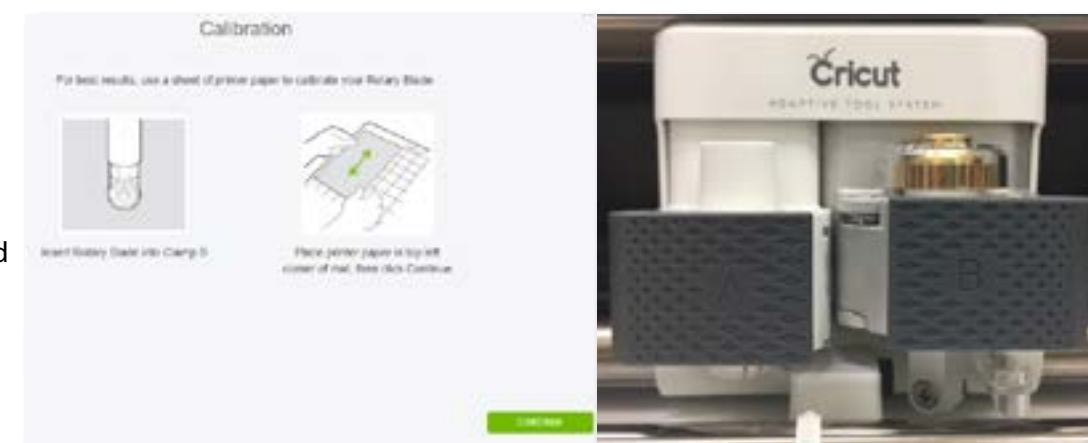 Calibration
For best results, use a sheet of printer paper to calibrate your Rotary Blade
Insert Rotary Blade into Clamp B
Place printer paper in top left
corner of mat, then click Continue
CONTINUE
d
Cricut
ADAPTIVE TOOL SYSTEM
A
B